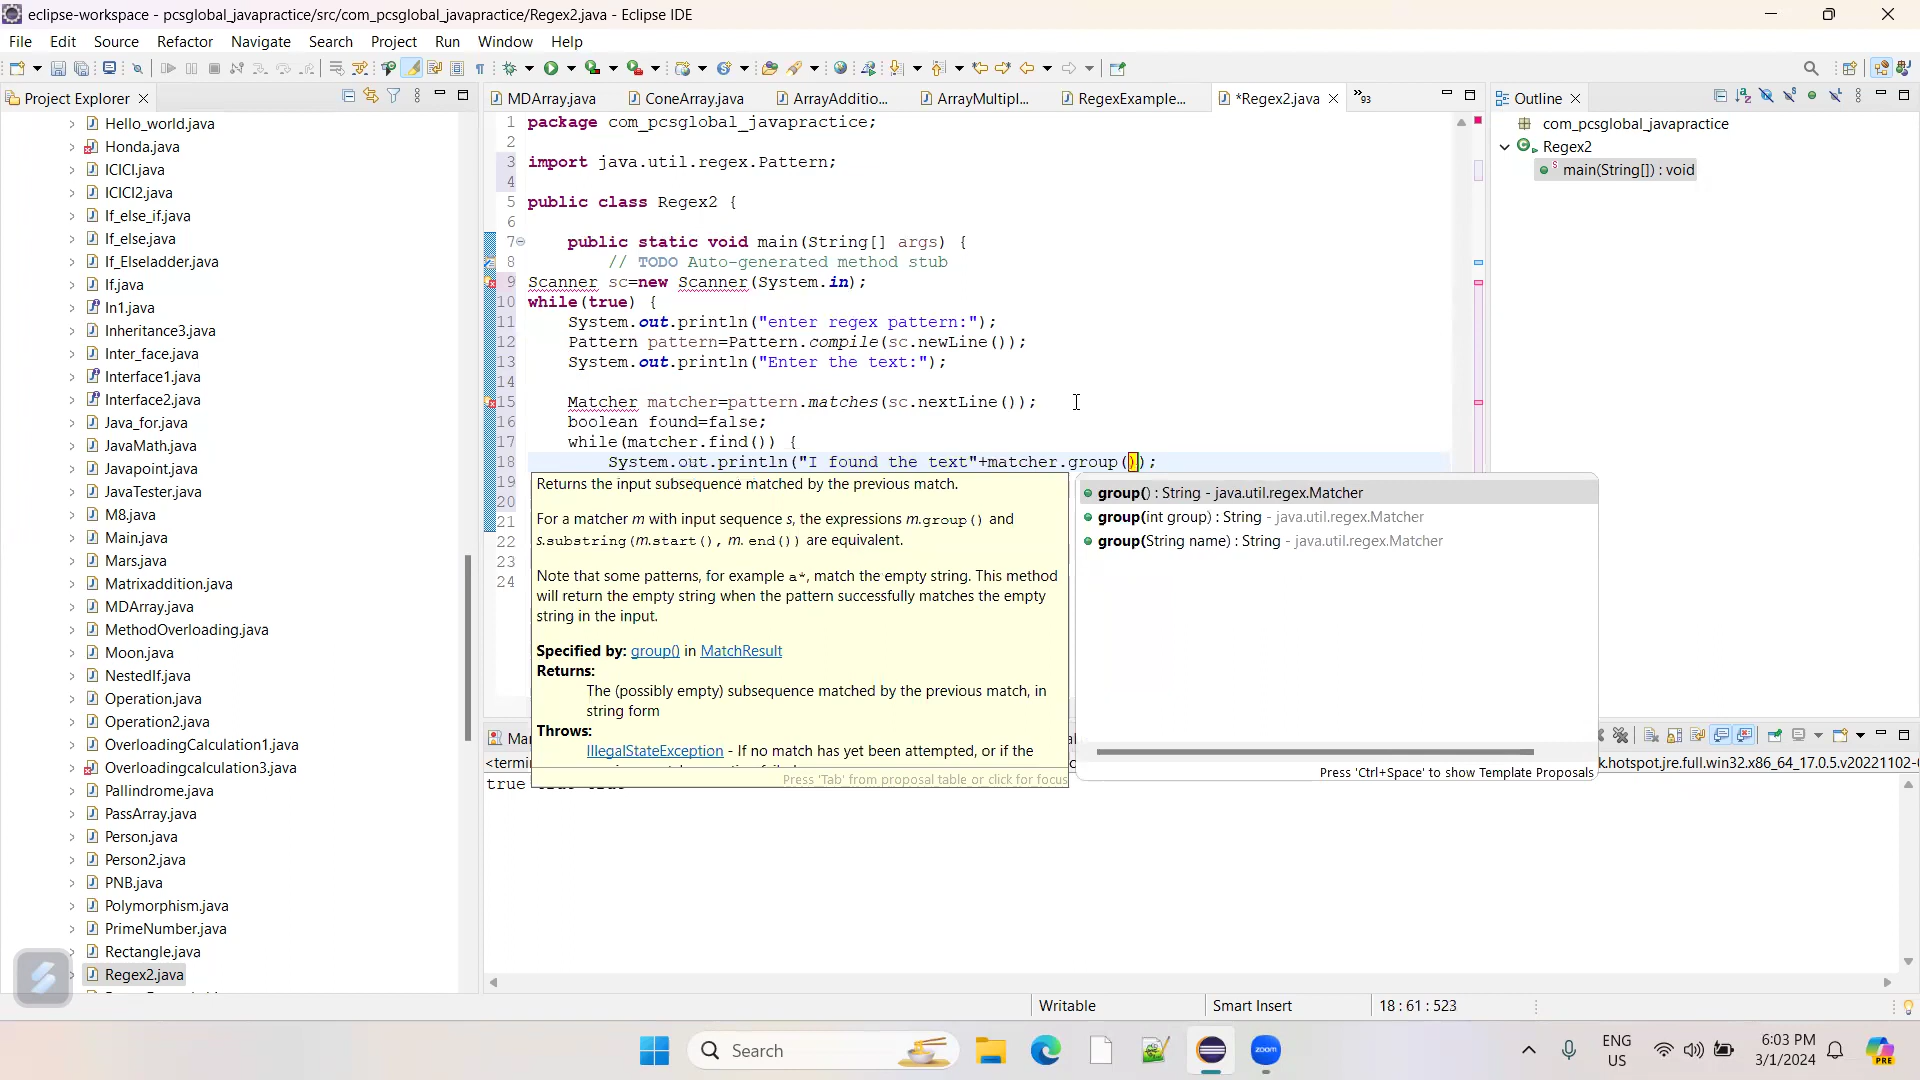 eclipse-workspace - pcsglobal_javapractice/src/com_pcsglobal_javapractice/Regex2.java - Eclipse IDE
File Edit Source Refactor Navigate Search Project Run Window Help
Project Explorer
Hello_world.java
Honda.java
ICICI.java
ICICI2.java
If_else_if.java
If_else.java
If_Elseladder.java
If.java
In1.java
Inheritance3.java
Inter_face.java
Interface1.java
Interface2.java
Java_for.java
JavaMath.java
Javapoint.java
JavaTester.java
M8.java
Main.java
Mars.java
Matrixaddition.java
MDArray.java
MethodOverloading.java
Moon.java
NestedIf.java
Operation.java
Operation2.java
OverloadingCalculation1.java
Overloadingcalculation3.java
Pallindrome.java
PassArray.java
Person.java
Person2.java
PNB.java
Polymorphism.java
PrimeNumber.java
Rectangle.java
Regex2.java
MDArray.java ConeArray.java ArrayAdditio... ArrayMultipl... RegexExample... *Regex2.java »93
1 package com_pcsglobal_javapractice;
2
3 import java.util.regex.Pattern;
4
5 public class Regex2 {
6
7 public static void main(String[] args) {
8 // TODO Auto-generated method stub
9 Scanner sc=new Scanner(System.in);
10 while(true) {
11 System.out.println("enter regex pattern:");
12 Pattern pattern=Pattern.compile(sc.newLine());
13 System.out.println("Enter the text:");
14
15 Matcher matcher=pattern.matches(sc.nextLine());
16 boolean found=false;
17 while(matcher.find()) {
18 System.out.println("I found the text"+matcher.group());
19
20
21
22
23
24
Returns the input subsequence matched by the previous match.
For a matcher m with input sequence s, the expressions m.group() and
s.substring(m.start(), m. end()) are equivalent.
Note that some patterns, for example a*, match the empty string. This method
will return the empty string when the pattern successfully matches the empty
string in the input.
Specified by: group() in MatchResult
Returns:
The (possibly empty) subsequence matched by the previous match, in
string form
Throws:
IllegalStateException - If no match has yet been attempted, or if the
Press 'Tab' from proposal table or click for focus
group() : String - java.util.regex.Matcher
group(int group) : String - java.util.regex.Matcher
group(String name) : String - java.util.regex.Matcher
Press 'Ctrl+Space' to show Template Proposals
Outline
com_pcsglobal_javapractice
Regex2
main(String[]) : void
<termi
k.hotspot.jre.full.win32.x86_64_17.0.5.v20221102-
true
Writable Smart Insert 18 : 61 : 523
Search
zoom
ENG
US
6:03 PM
3/1/2024
PRE